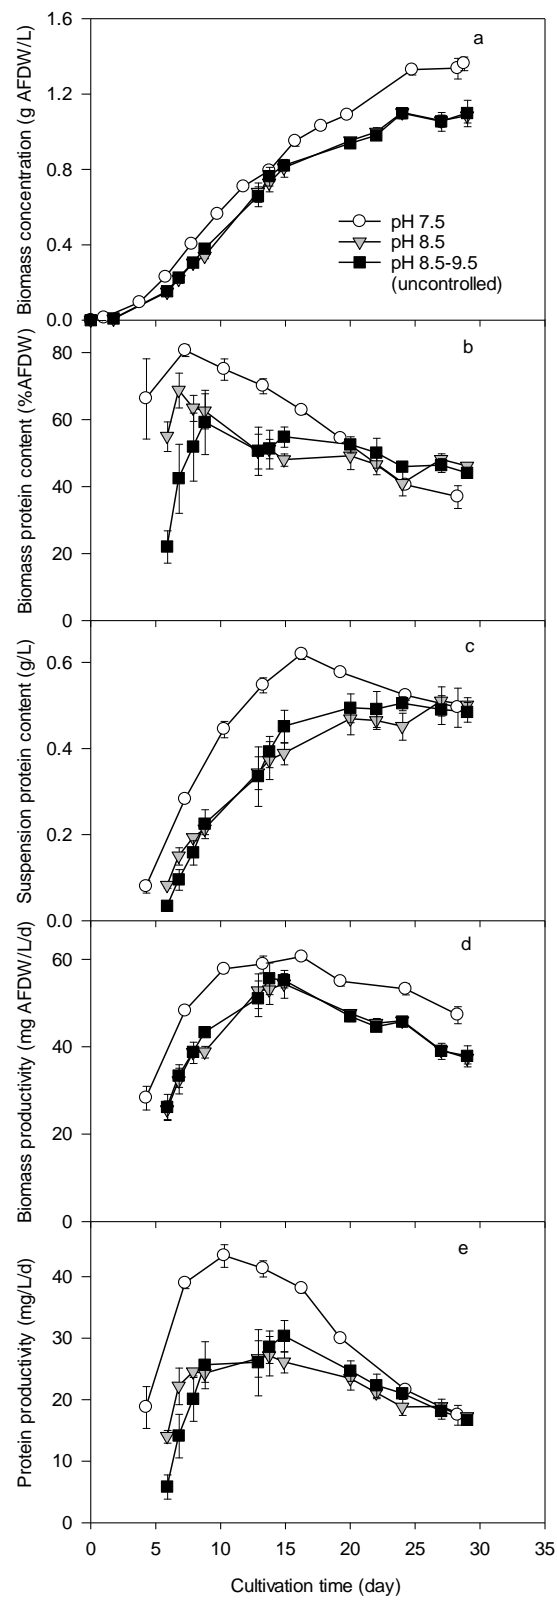 1.6
a
1.2
0.8
0.4
0.0
Biomass concentration (g AFDW/L)
pH 7.5
pH 8.5
pH 8.5-9.5
(uncontrolled)
b
80
60
40
20
0
Biomass protein content (%AFDW)
c
0.6
0.4
0.2
0.0
Suspension protein content (g/L)
d
60
40
20
0
Biomass productivity (mg AFDW/L/d)
e
40
30
20
10
0
Protein productivity (mg/L/d)
0 5 10 15 20 25 30 35
Cultivation time (day)